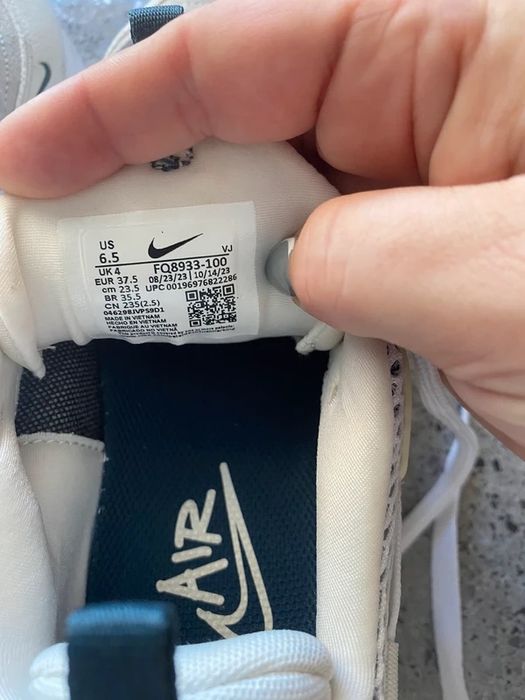 US
6.5
VJ
UK 4 FQ8933-100
EUR 37.5 08/23/23 | 10/14/23
cm 23.5 UPC 00196976822286
BR 35.5
CN 235(2.5)
046298JVPS9D1
MADE IN VIETNAM
HECHO EN VIETNAM
FABRIQUE AU VIETNAM
FABRICADO NO VIETNÃ
AIR